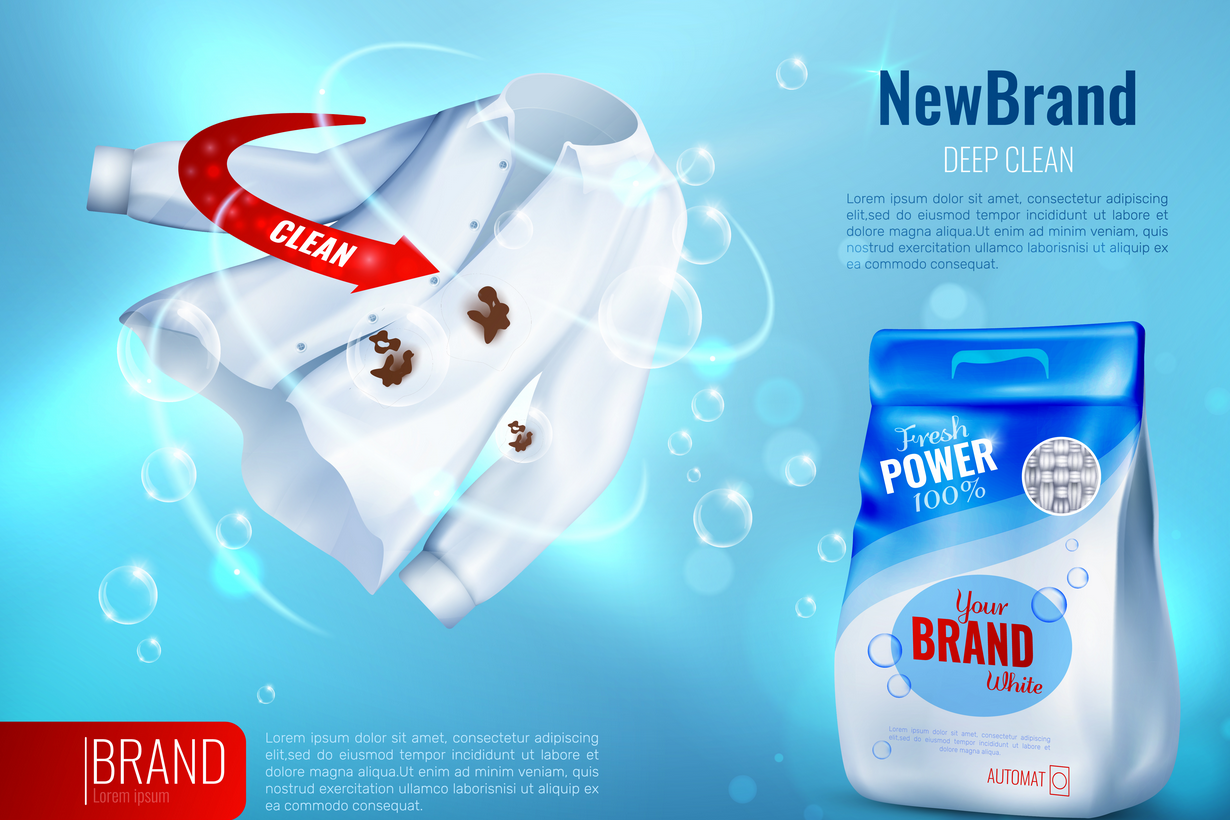 NewBrand
DEEP CLEAN
Lorem ipsum dolor sit amet, consectetur adipiscing
elit,sed do eiusmod tempor incididunt ut labore et
dolore magna aliqua.Ut enim ad minim veniam, quis
nostrud exercitation ullamco laborisnisi ut aliquip ex
ea commodo consequat.
CLEAN
Fresh
POWER
100%
Your
BRAND
White
Lorem ipsum dolor sit amet, consectetur adipiscing
elit,sed do eiusmod tempor incididunt ut labore et
dolore magna aliqua.
AUTOMAT
BRAND
Lorem ipsum
Lorem ipsum dolor sit amet, consectetur adipiscing
elit,sed do eiusmod tempor incididunt ut labore et
dolore magna aliqua.Ut enim ad minim veniam, quis
nostrud exercitation ullamco laborisnisi ut aliquip ex
ea commodo consequat.